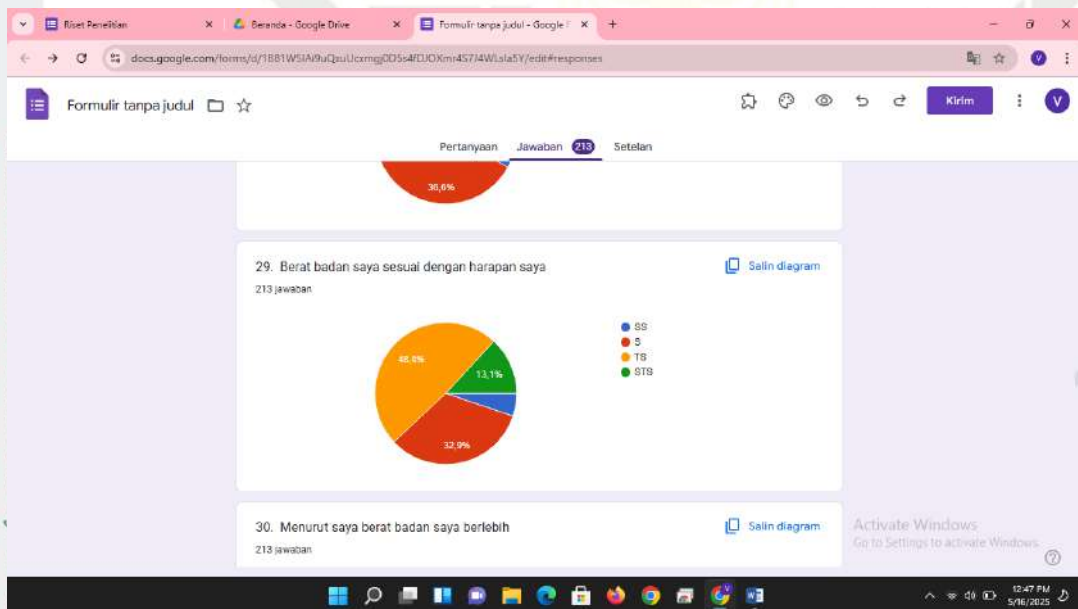 Riset Penelitian
Beranda - Google Drive
Formulir tanpa judul - Google F
Formulir tanpa judul
Kirim
V
Pertanyaan Jawaban 213 Setelan
36,6%
29. Berat badan saya sesuai dengan harapan saya
Salin diagram
213 jawaban
SS
S
TS
STS
48,4%
13,1%
32,9%
30. Menurut saya berat badan saya berlebih
Salin diagram
213 jawaban
Activate Windows
Go to Settings to activate Windows.
12:47 PM
5/16/2025